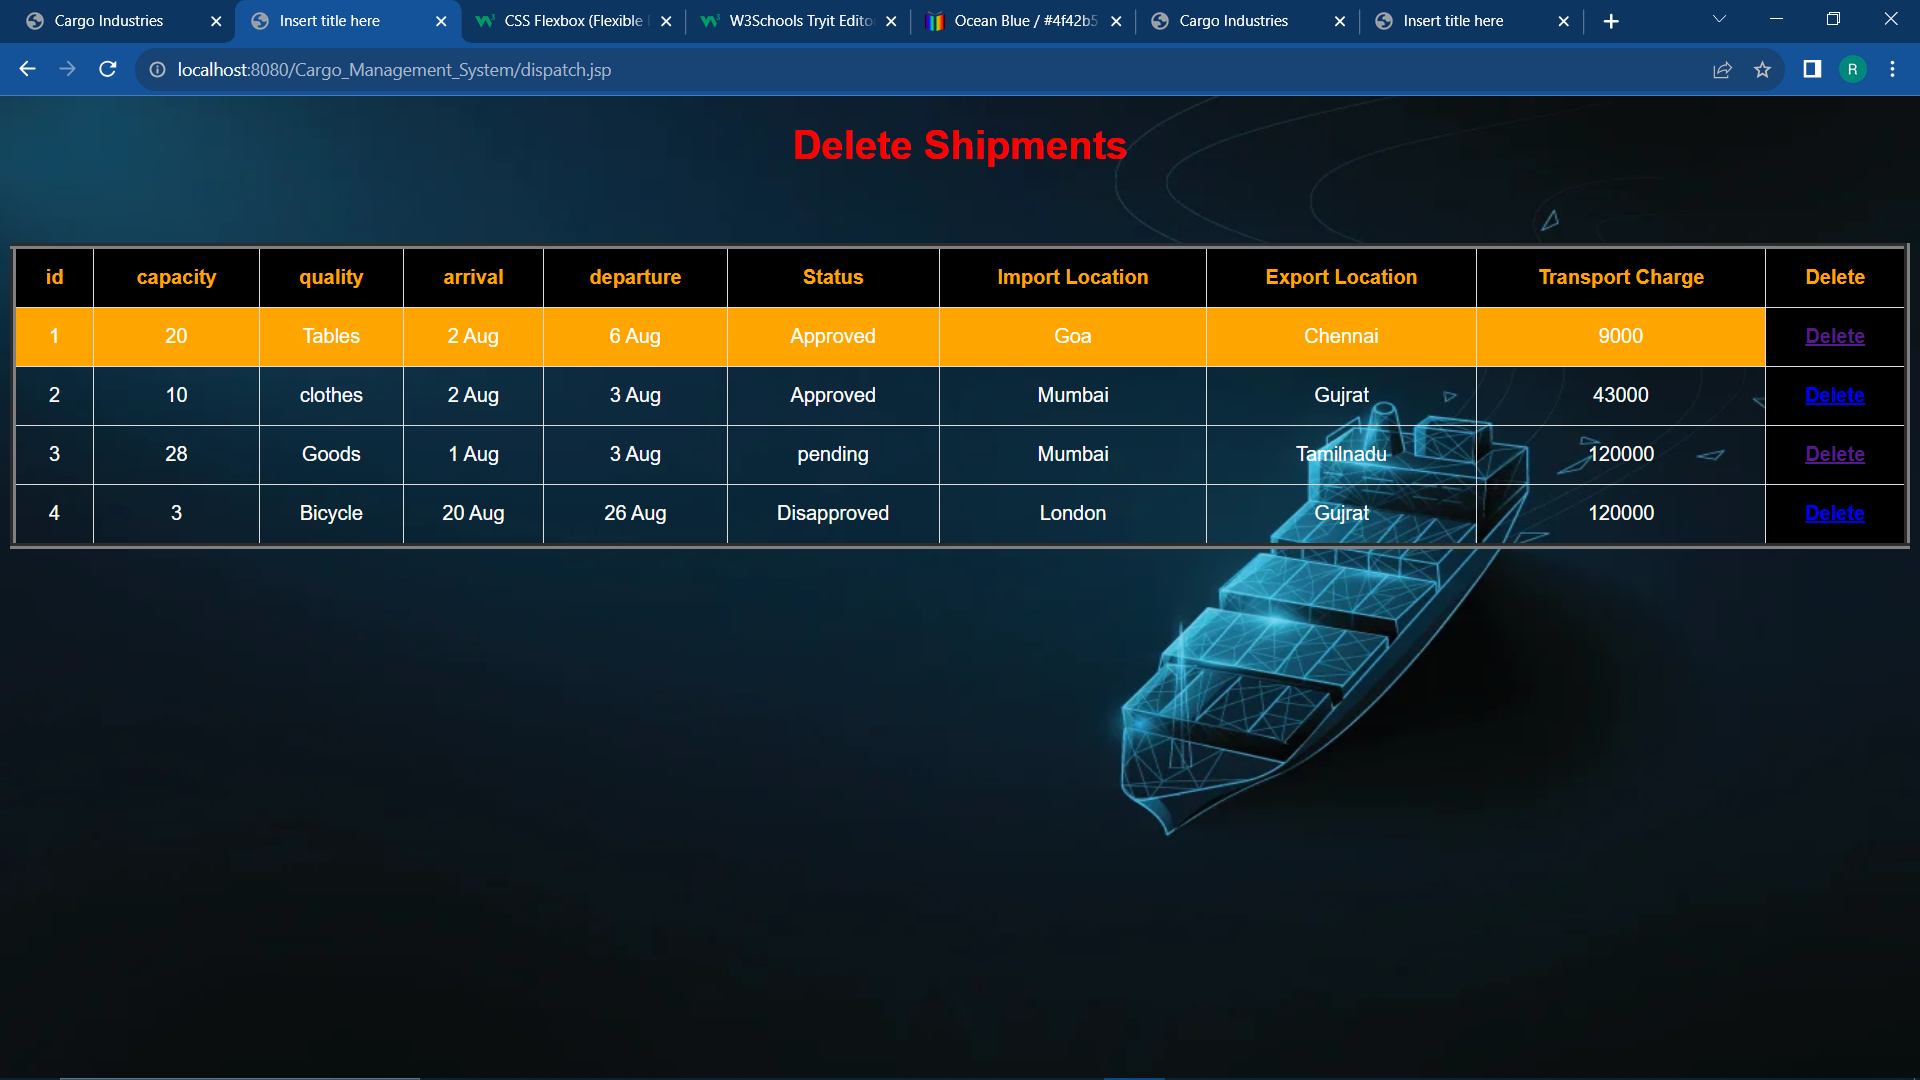 Cargo Industries Insert title here CSS Flexbox (Flexible W3Schools Tryit Edito Ocean Blue / #4f42b5 Cargo Industries Insert title here
localhost:8080/Cargo_Management_System/dispatch.jsp R
Delete Shipments
id capacity quality arrival departure Status Import Location Export Location Transport Charge Delete
1 20 Tables 2 Aug 6 Aug Approved Goa Chennai 9000 Delete
2 10 clothes 2 Aug 3 Aug Approved Mumbai Gujrat 43000 Delete
3 28 Goods 1 Aug 3 Aug pending Mumbai Tamilnadu 120000 Delete
4 3 Bicycle 20 Aug 26 Aug Disapproved London Gujrat 120000 Delete